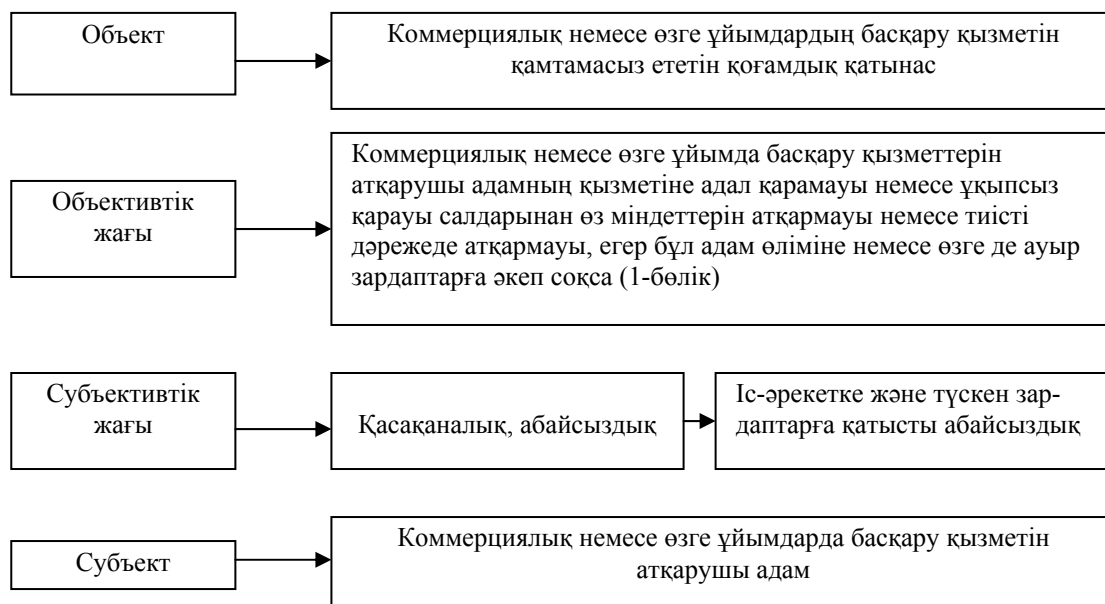 Объект
Коммерциялық немесе өзге ұйымдардың басқару қызметін
қамтамасыз ететін қоғамдық қатынас
Объективтік
жағы
Коммерциялық немесе өзге ұйымда басқару қызметтерін
атқарушы адамның қызметіне адал қарамауы немесе ұқыпсыз
қарауы салдарынан өз міндеттерін атқармауы немесе тиісті
дәрежеде атқармауы, егер бұл адам өліміне немесе өзге де ауыр
зардаптарға әкеп соқса (1-бөлік)
Субъективтік
жағы
Қасақаналық, абайсыздық
Іс-әрекетке және түскен зар-
даптарға қатысты абайсыздық
Субъект
Коммерциялық немесе өзге ұйымдарда басқару қызметін
атқарушы адам